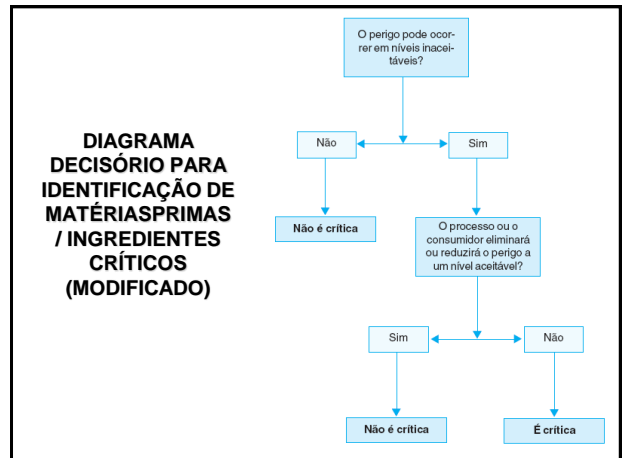 DIAGRAMA
DECISÓRIO PARA
IDENTIFICAÇÃO DE
MATÉRIASPRIMAS
/ INGREDIENTES
CRÍTICOS
(MODIFICADO)
O perigo pode ocor-
rer em níveis inacei-
táveis?
Não
Sim
Não é crítica
O processo ou o
consumidor eliminará
ou reduzirá o perigo a
um nível aceitável?
Sim
Não
Não é crítica
É crítica